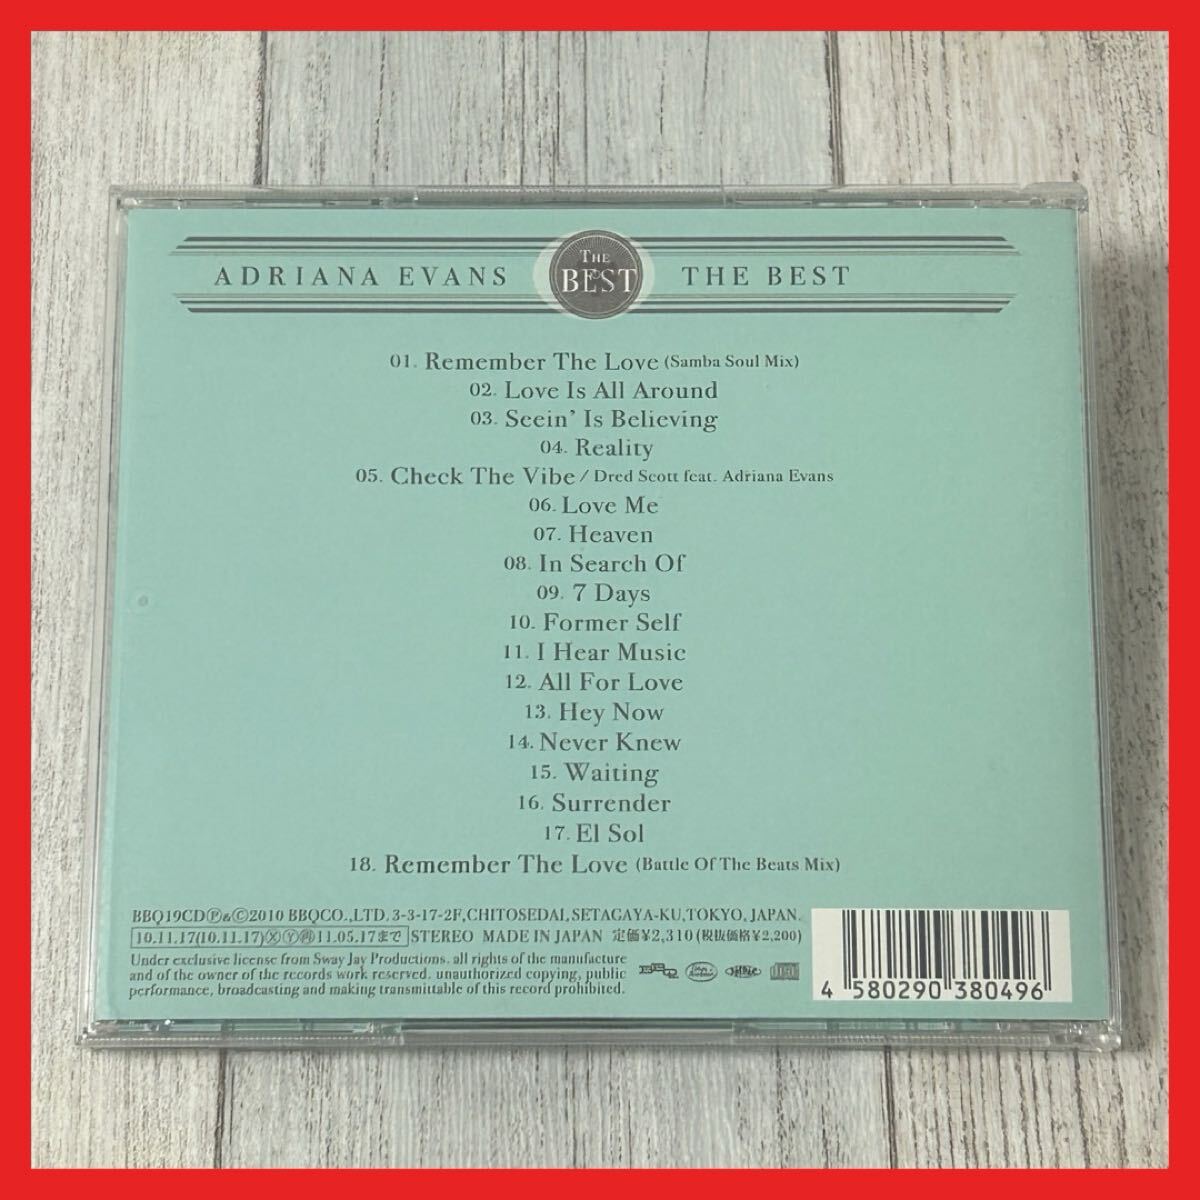 ADRIANA EVANS THE BEST THE BEST
01. Remember The Love (Samba Soul Mix)
02. Love Is All Around
03. Seein' Is Believing
04. Reality
05. Check The Vibe / Dred Scott feat. Adriana Evans
06. Love Me
07. Heaven
08. In Search Of
09. 7 Days
10. Former Self
11. I Hear Music
12. All For Love
13. Hey Now
14. Never Knew
15. Waiting
16. Surrender
17. El Sol
18. Remember The Love (Battle Of The Beats Mix)
BBQ19CD Ⓟ&Ⓒ2010 BBQCO.,LTD. 3-3-17-2F,CHITOSEDAI,SETAGAYA-KU,TOKYO, JAPAN.
10.11.17(10.11.17)ⓍⓎ㊢11.05.17まで STEREO MADE IN JAPAN 定価¥2,310(税抜価格¥2,200)
Under exclusive license from Sway Jay Productions. all rights of the manufacture
and of the owner of the records work reserved. unauthorized copying, public
performance, broadcasting and making transmittable of this record prohibited.
4 580290 380496